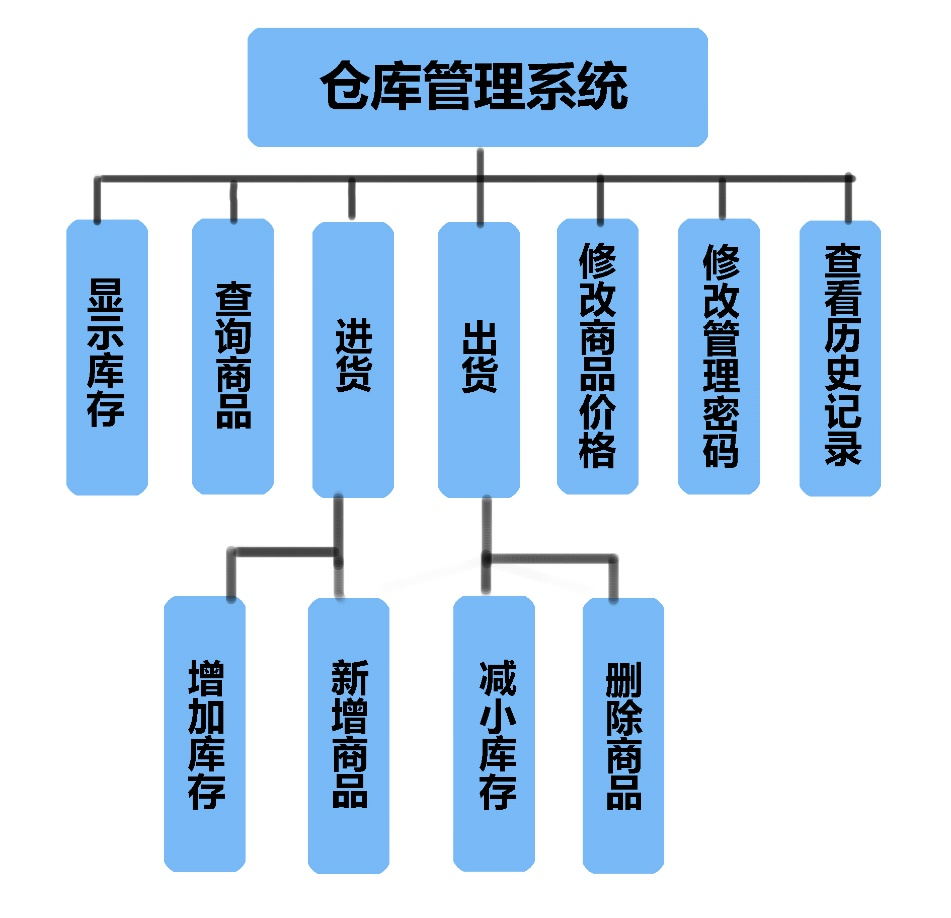 仓库管理系统
显示库存
查询商品
进货
出货
修改商品价格
修改管理密码
查看历史记录
增加库存
新增商品
减小库存
删除商品